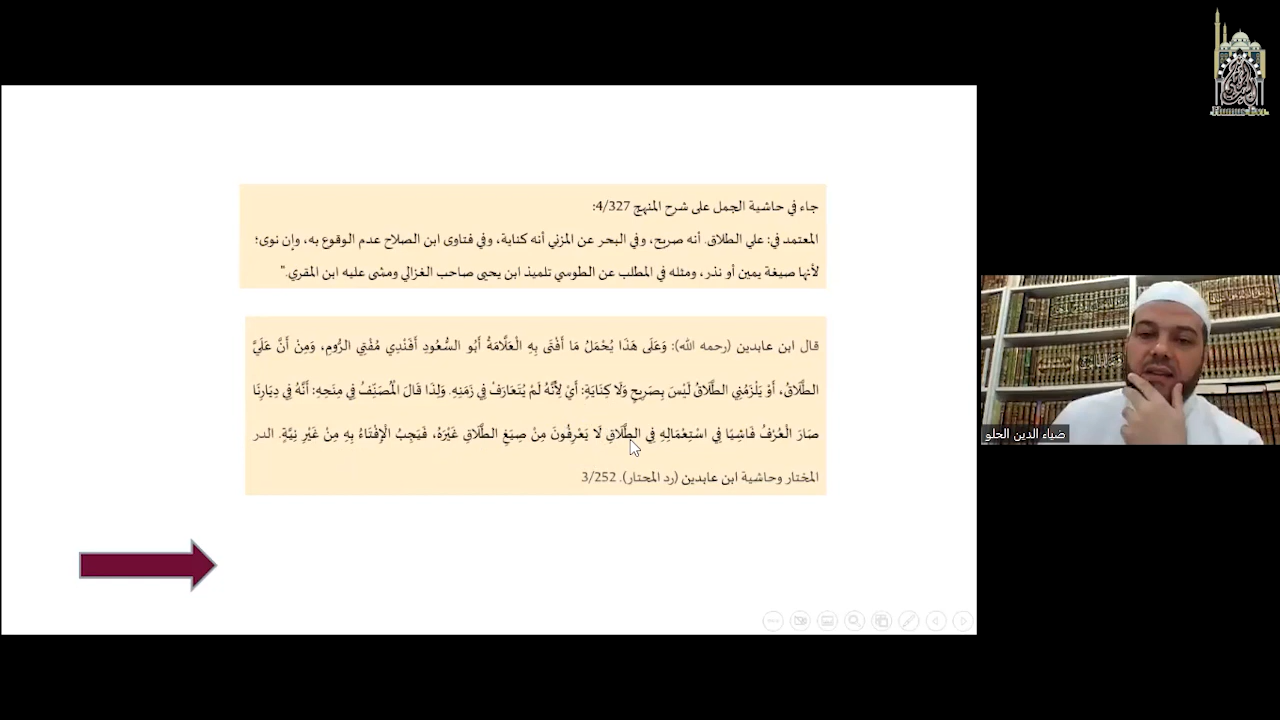 جاء في حاشية الجمل على شرح المنهج 4/327:
المعتمد في: علي الطلاق. أنه صريح، وفي البحر عن المزني أنه كناية، وفي فتاوى ابن الصلاح عدم الوقوع به، وإن نوى؛
لأنها صيغة يمين أو نذر، ومثله في المطلب عن الطوسي تلميذ ابن يحيى صاحب الغزالي ومشى عليه ابن المقري."
قال ابن عابدين (رحمه الله): وَعَلَى هَذَا يُحْمَلُ مَا أَفْتَى بِهِ الْعَلَّامَةُ أَبُو السُّعُودِ أَفَنْدِي مُفْتِي الرُّومِ، وَمِنْ أَنَّ عَلَيَّ
الطَّلَاقُ، أَوْ يَلْزَمُنِي الطَّلَاقُ لَيْسَ بِصَرِيحٍ وَلَا كِنَايَةٍ: أَيْ لِأَنَّهُ لَمْ يُتَعَارَفْ فِي زَمَنِهِ. وَلِذَا قَالَ الْمُصَنِّفُ فِي مِنَحِهِ: أَنَّهُ فِي دِيَارِنَا
صَارَ الْعُرْفُ فَاشِيًا فِي اسْتِعْمَالِهِ فِي الطَّلَاقِ لَا يَعْرِفُونَ مِنْ صِيَغِ الطَّلَاقِ غَيْرَهُ، فَيَجِبُ الْإِفْتَاءُ بِهِ مِنْ غَيْرِ نِيَّةٍ. الدر
المختار وحاشية ابن عابدين (رد المحتار). 3/252
ضياء الدين الحلو